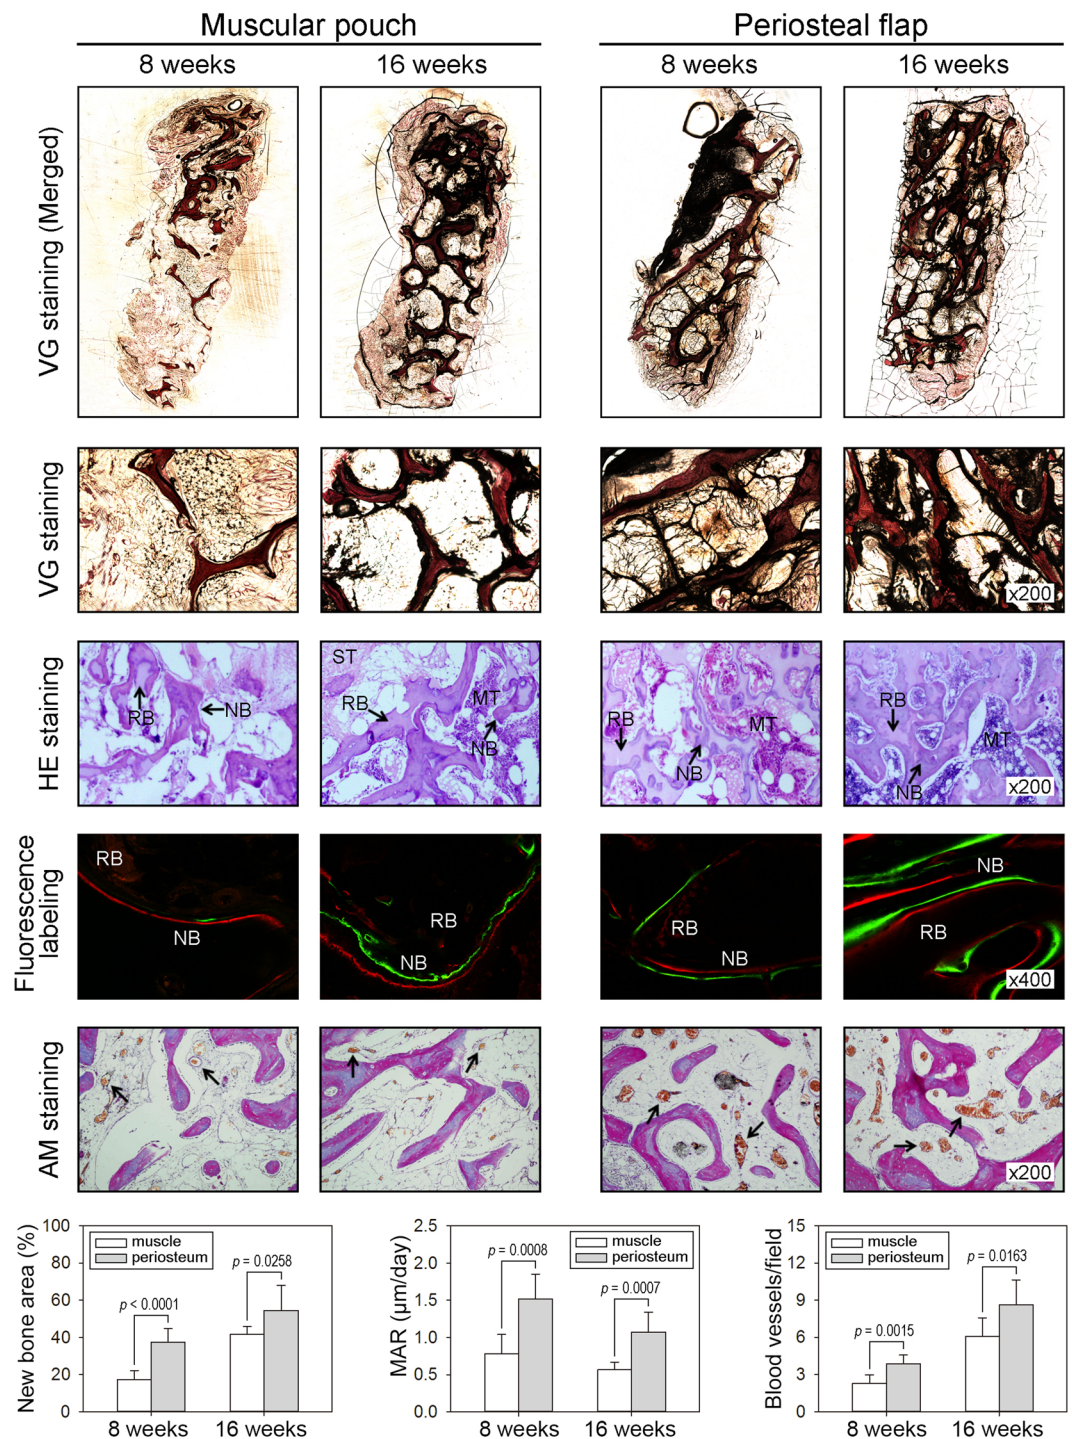 Muscular pouch
Periosteal flap
8 weeks
16 weeks
8 weeks
16 weeks
VG staining (Merged)
VG staining
x200
HE staining
RB
NB
ST
RB
MT
NB
RB
MT
NB
RB
MT
NB
x200
Fluorescence
labeling
RB
NB
RB
NB
RB
NB
NB
RB
x400
AM staining
x200
New bone area (%)
100
80
60
40
20
0
muscle
periosteum
p < 0.0001
p = 0.0258
8 weeks
16 weeks
MAR (µm/day)
2.5
2.0
1.5
1.0
0.5
0.0
muscle
periosteum
p = 0.0008
p = 0.0007
8 weeks
16 weeks
Blood vessels/field
15
12
9
6
3
0
muscle
periosteum
p = 0.0015
p = 0.0163
8 weeks
16 weeks